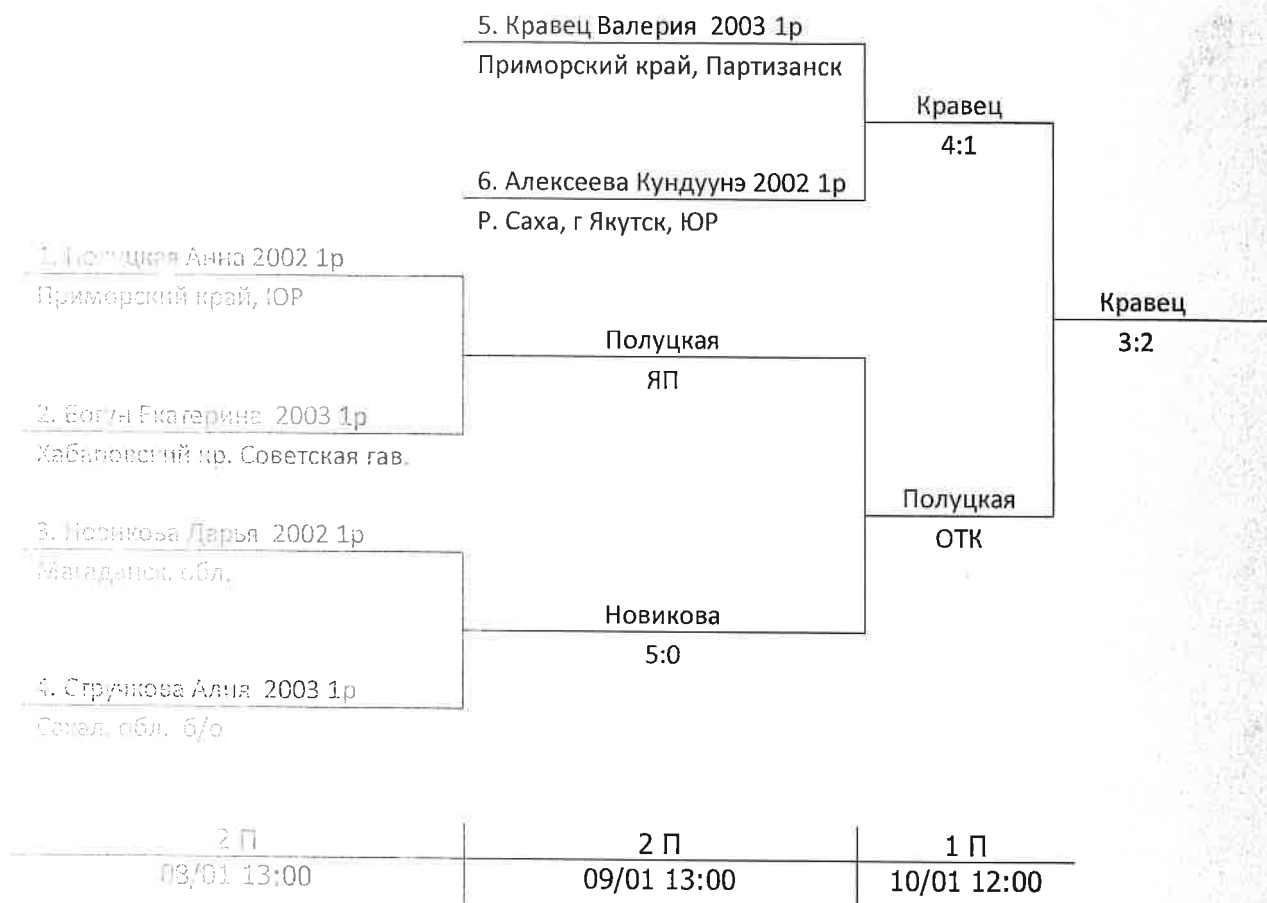 5. Кравец Валерия 2003 1р
Приморский край, Партизанск
Кравец
4:1
6. Алексеева Кундуунэ 2002 1р
Р. Саха, г Якутск, ЮР
1. Полуцкая Анна 2002 1р
Приморский край, ЮР
Кравец
3:2
Полуцкая
ЯП
2. Богун Екатерина 2003 1р
Хабаровский кр. Советская гав.
Полуцкая
ОТК
3. Новикова Дарья 2002 1р
Магаданск. обл.
Новикова
5:0
4. Стручкова Алия 2003 1р
Сахал. обл. б/о
2 П
2 П
1 П
08/01 13:00
09/01 13:00
10/01 12:00